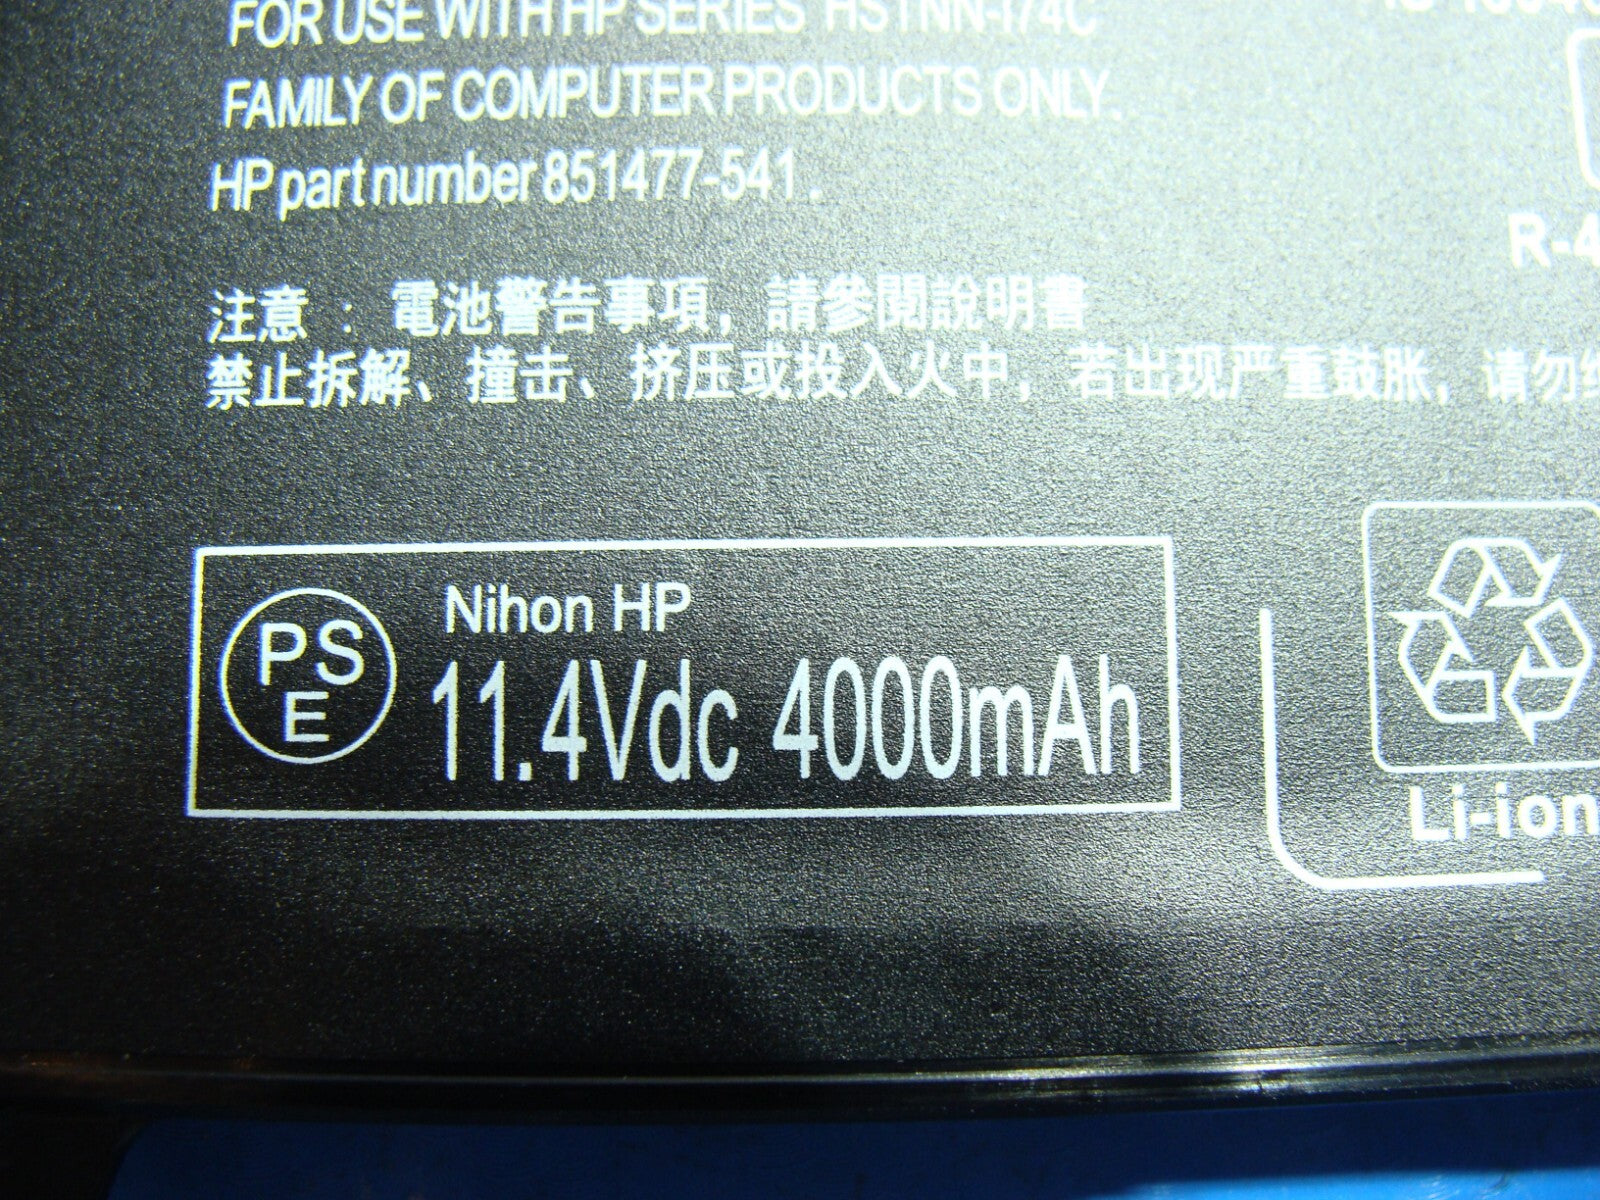 FOR USE WITH HP SERIES HSTNN-I74C
FAMILY OF COMPUTER PRODUCTS ONLY.
HP part number 851477-541.
R-4
注意：電池警告事項，請參閱說明書
禁止拆解、撞击、挤压或投入火中，若出现严重鼓胀，请勿
PS
E
Nihon HP
11.4Vdc 4000mAh
Li-ion